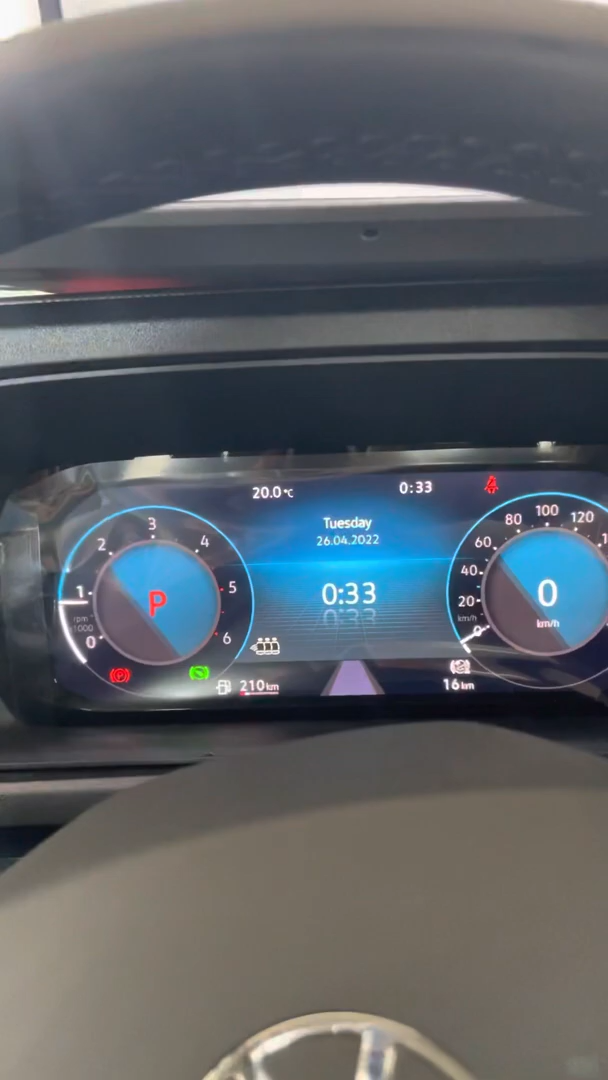 20.0 °C 0:33
Tuesday
26.04.2022
0:33
0 1 2 3 4 5 6
rpm
x1000
P
0 20 40 60 80 100 120
km/h
0
km/h
210 km
16 km